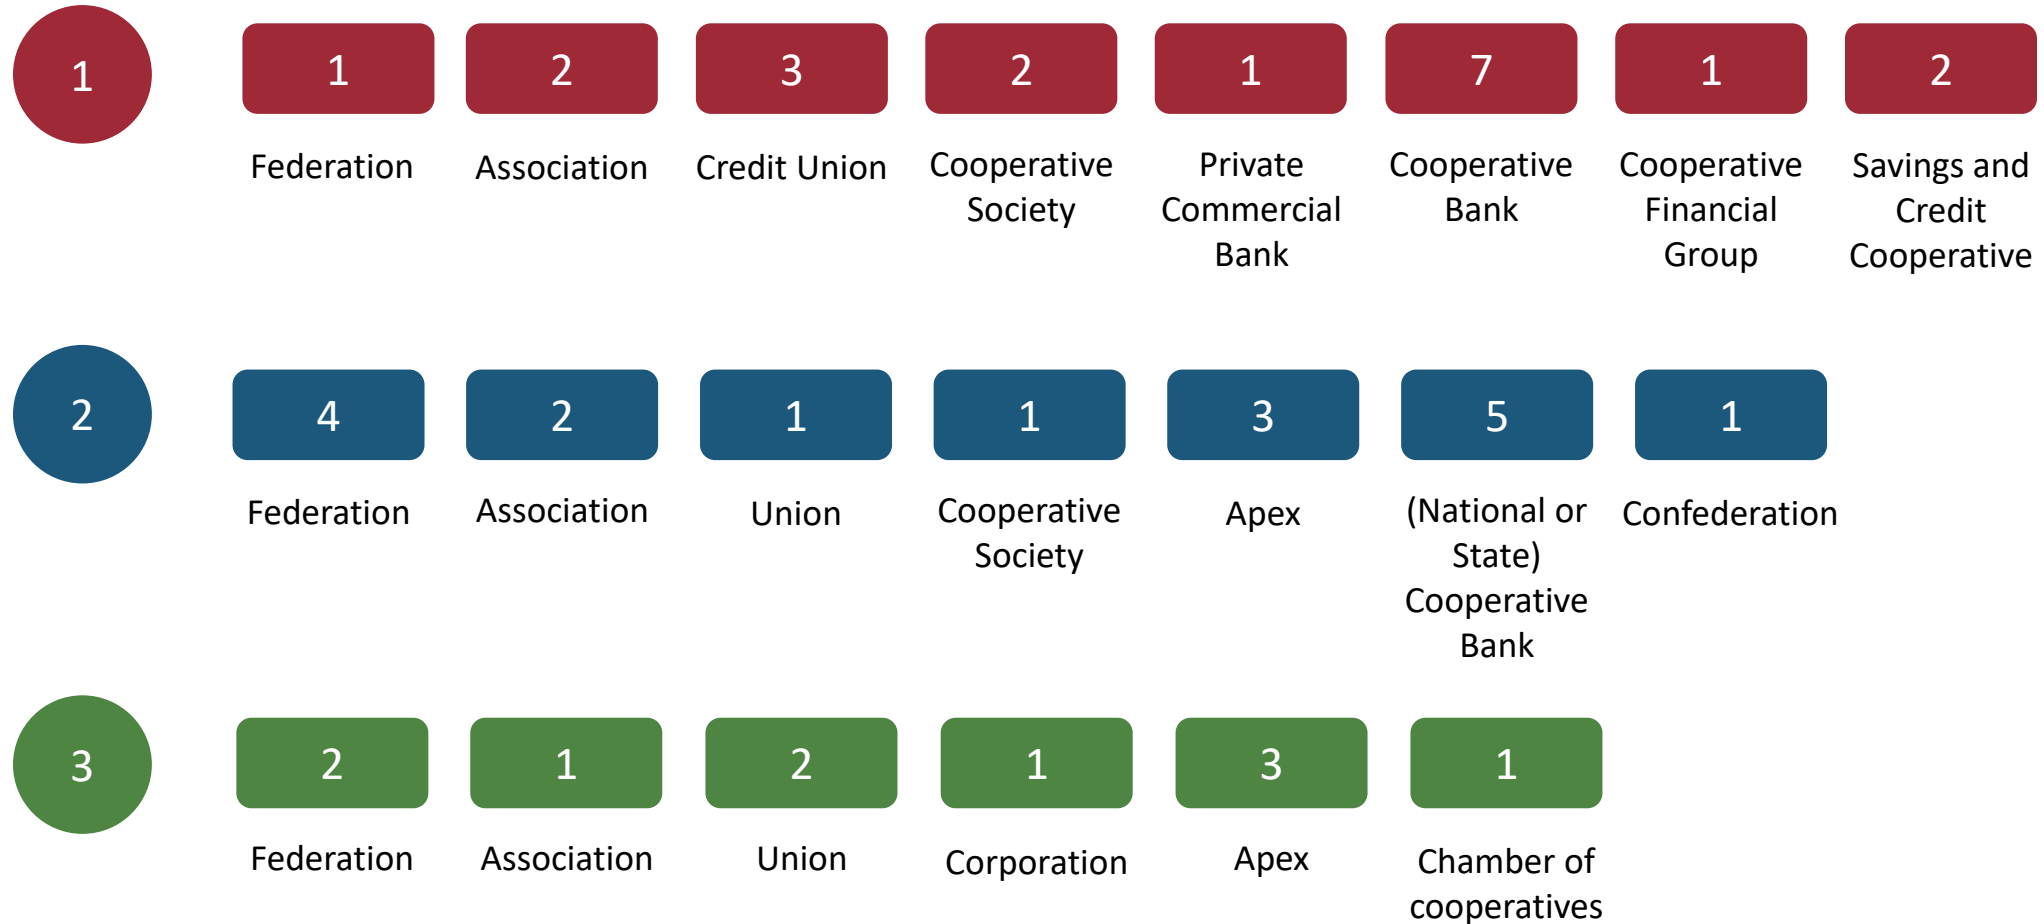 1
1
2
3
2
1
7
1
2
Federation
Association
Credit Union
Cooperative
Society
Private
Commercial
Bank
Cooperative
Bank
Cooperative
Financial
Group
Savings and
Credit
Cooperative
2
4
2
1
1
3
5
1
Federation
Association
Union
Cooperative
Society
Apex
(National or
State)
Cooperative
Bank
Confederation
3
2
1
2
1
3
1
Federation
Association
Union
Corporation
Apex
Chamber of
cooperatives